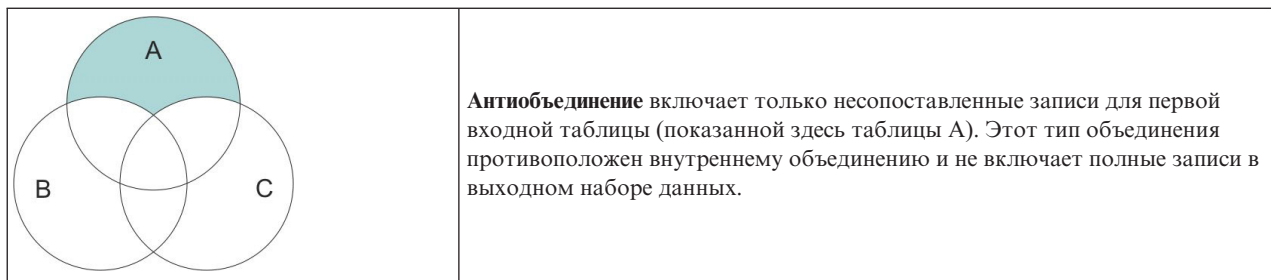 A
B
C
Антиобъединение включает только несопоставленные записи для первой
входной таблицы (показанной здесь таблицы A). Этот тип объединения
противоположен внутреннему объединению и не включает полные записи в
выходном наборе данных.